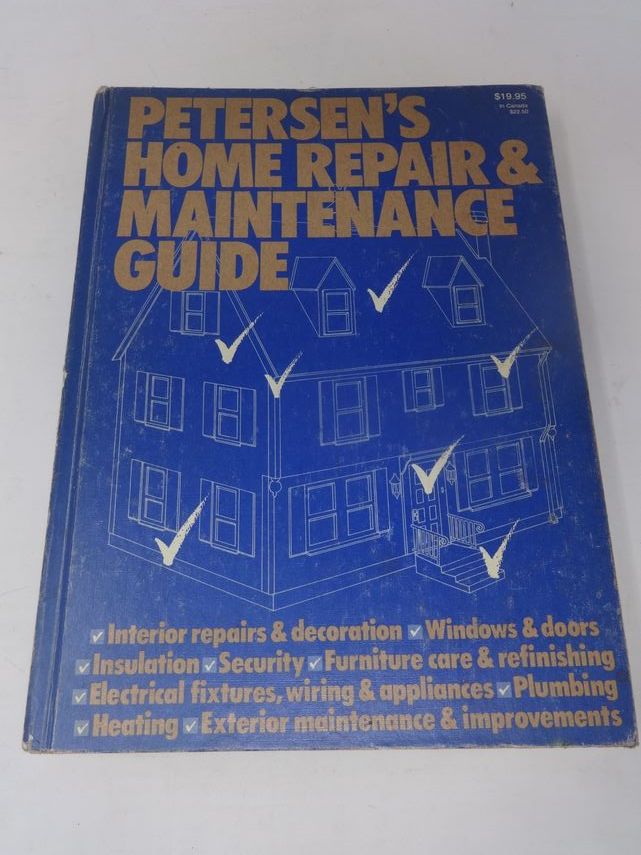 $19.95
In Canada
$22.50
PETERSEN'S
HOME REPAIR &
MAINTENANCE
GUIDE
Interior repairs & decoration Windows & doors
Insulation Security Furniture care & refinishing
Electrical fixtures, wiring & appliances Plumbing
Heating Exterior maintenance & improvements